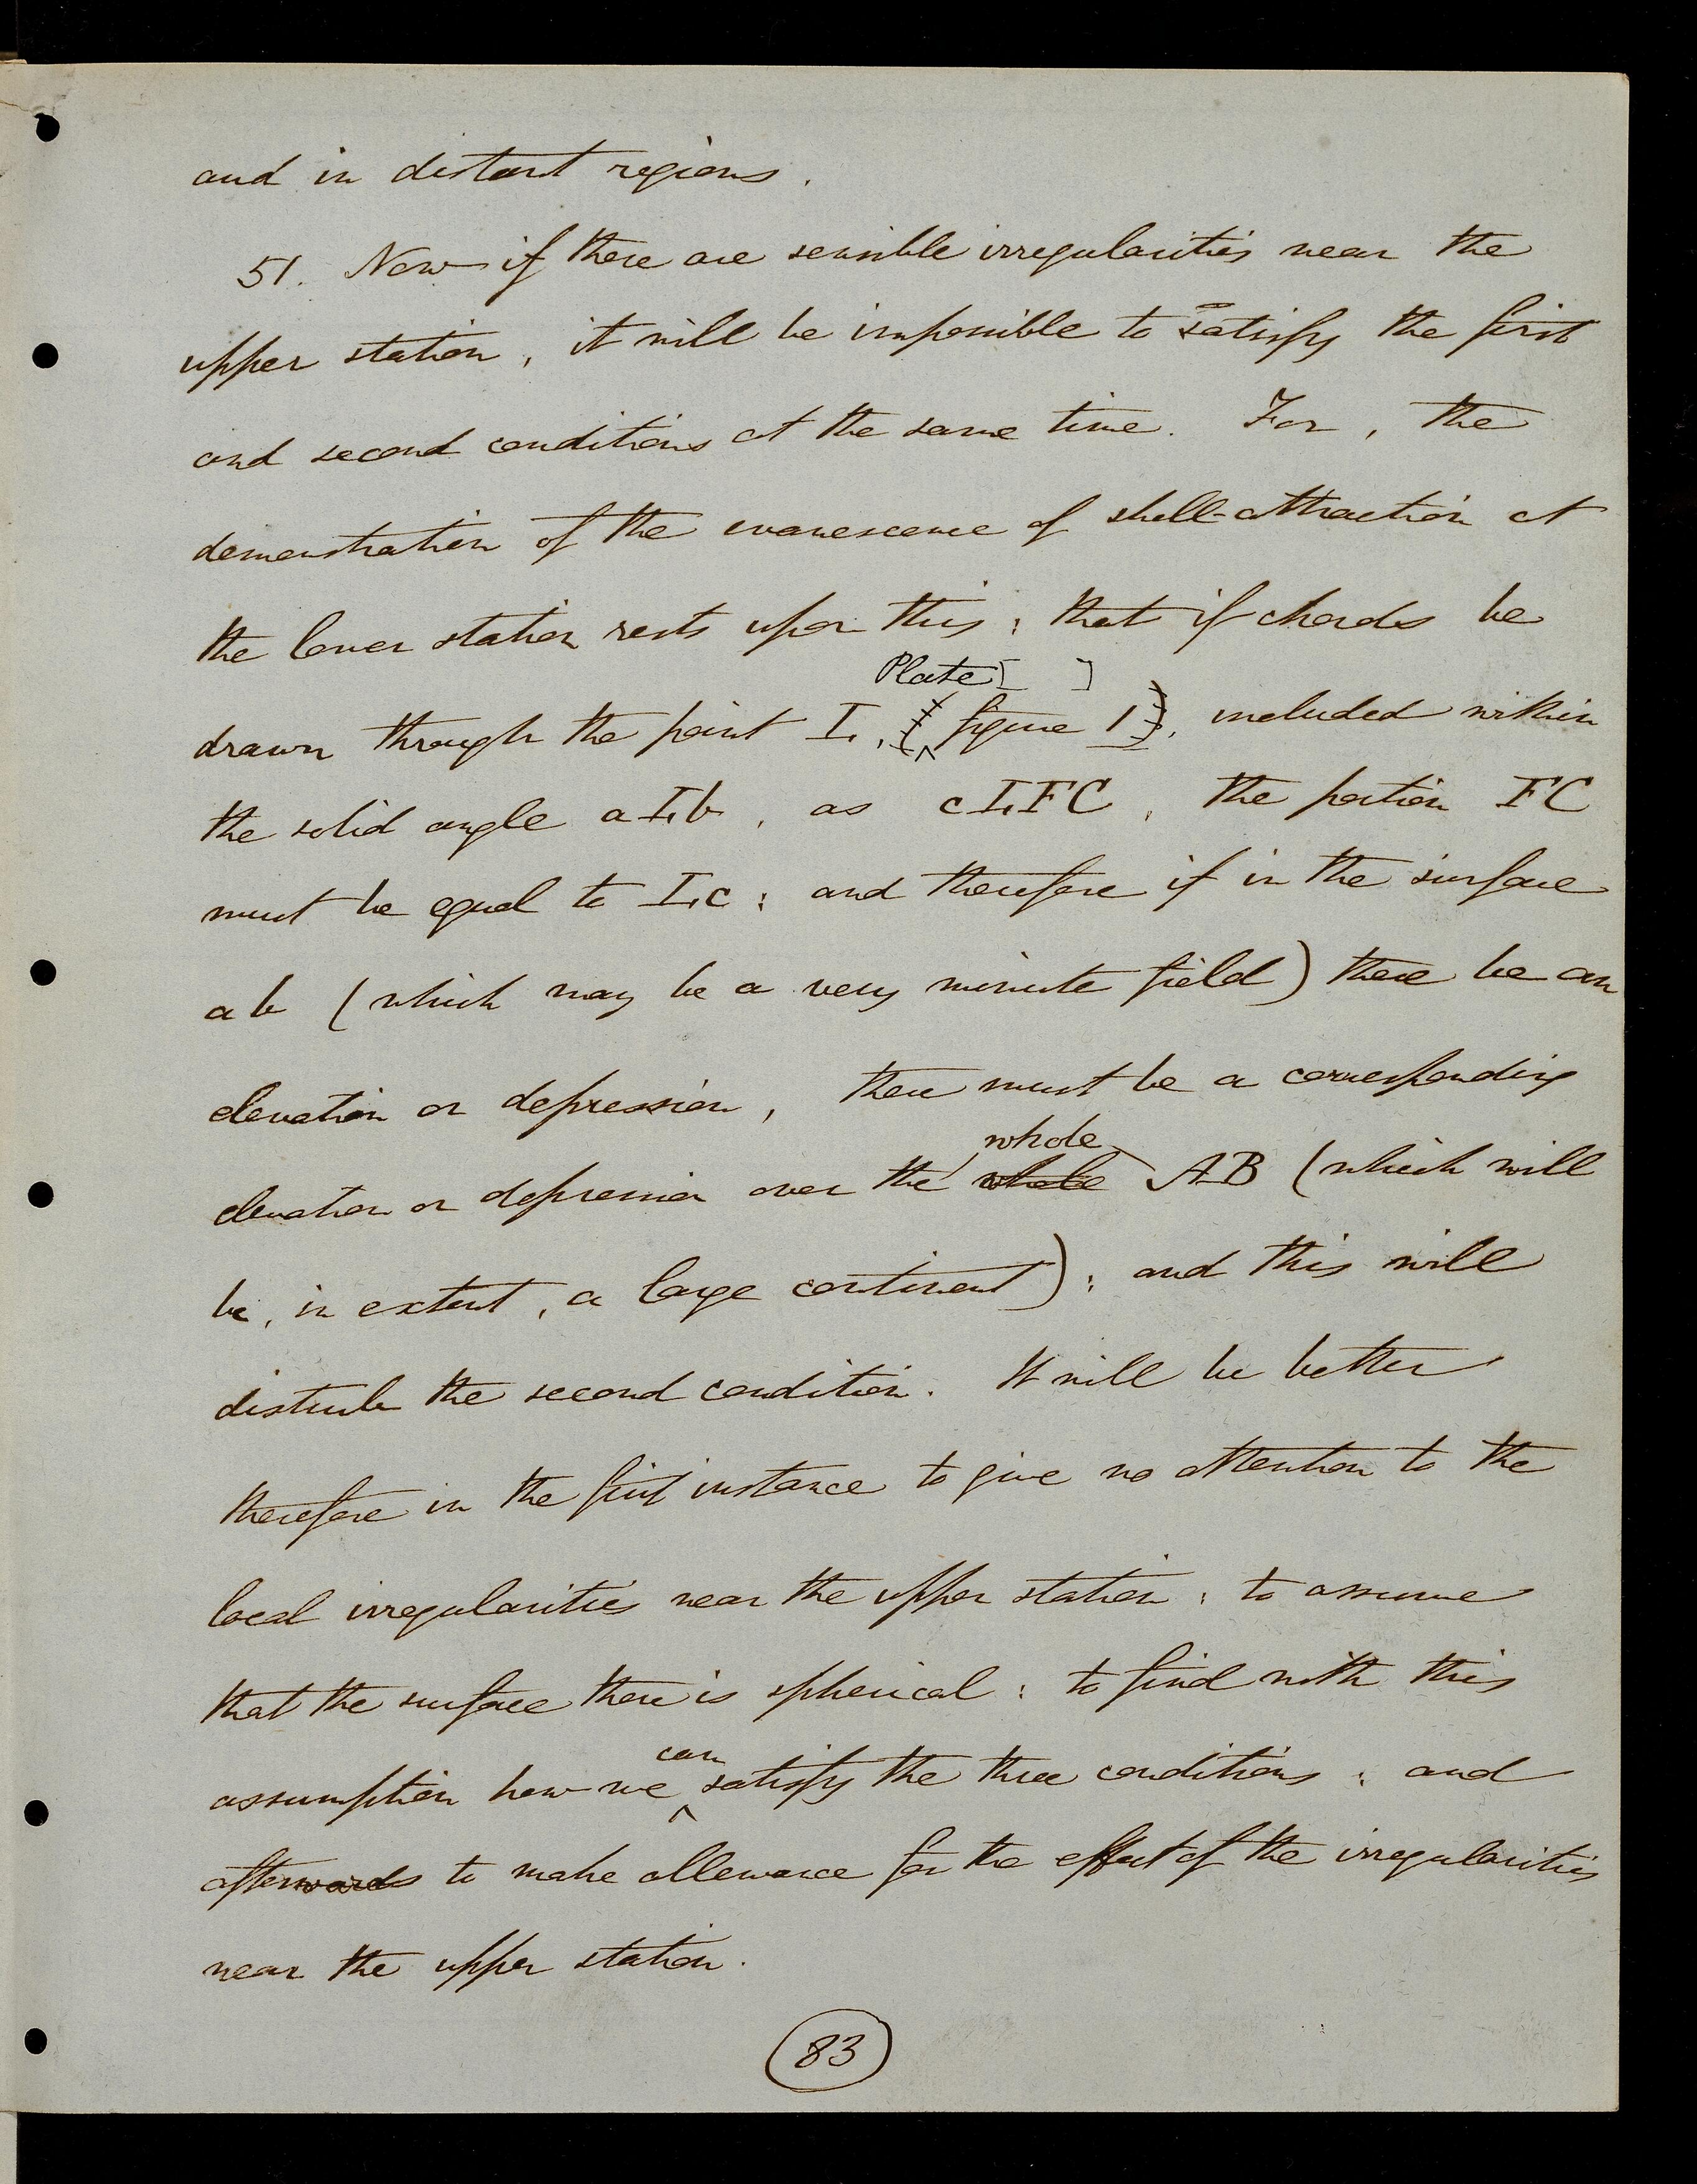 and in distant regions.
51. Now if there are sensible irregularities near the
upper station, it will be impossible to satisfy the first
and second conditions at the same time. For, the
demonstration of the evanescence of shell-attraction at
the lower station rests upon this; that if chords be
Plate [ ]
drawn through the point I, figure 1, included within
the solid angle aI,b, as cI,FC, the portion FC
must be equal to I,c; and therefore if in the surface
ab (which may be a very minute field) there be an
elevation or depression, there must be a corresponding
whole
elevation or depression over the whole AB (which will
be, in extent, a large continent); and this will
disturb the second condition. It will be better
therefore in the first instance to give no attention to the
local irregularities near the upper station; to assume
that the surface there is spherical; to find with this
can
assumption how we satisfy the three conditions; and
afterwards to make allowance for the effect of the irregularities
near the upper station.
83